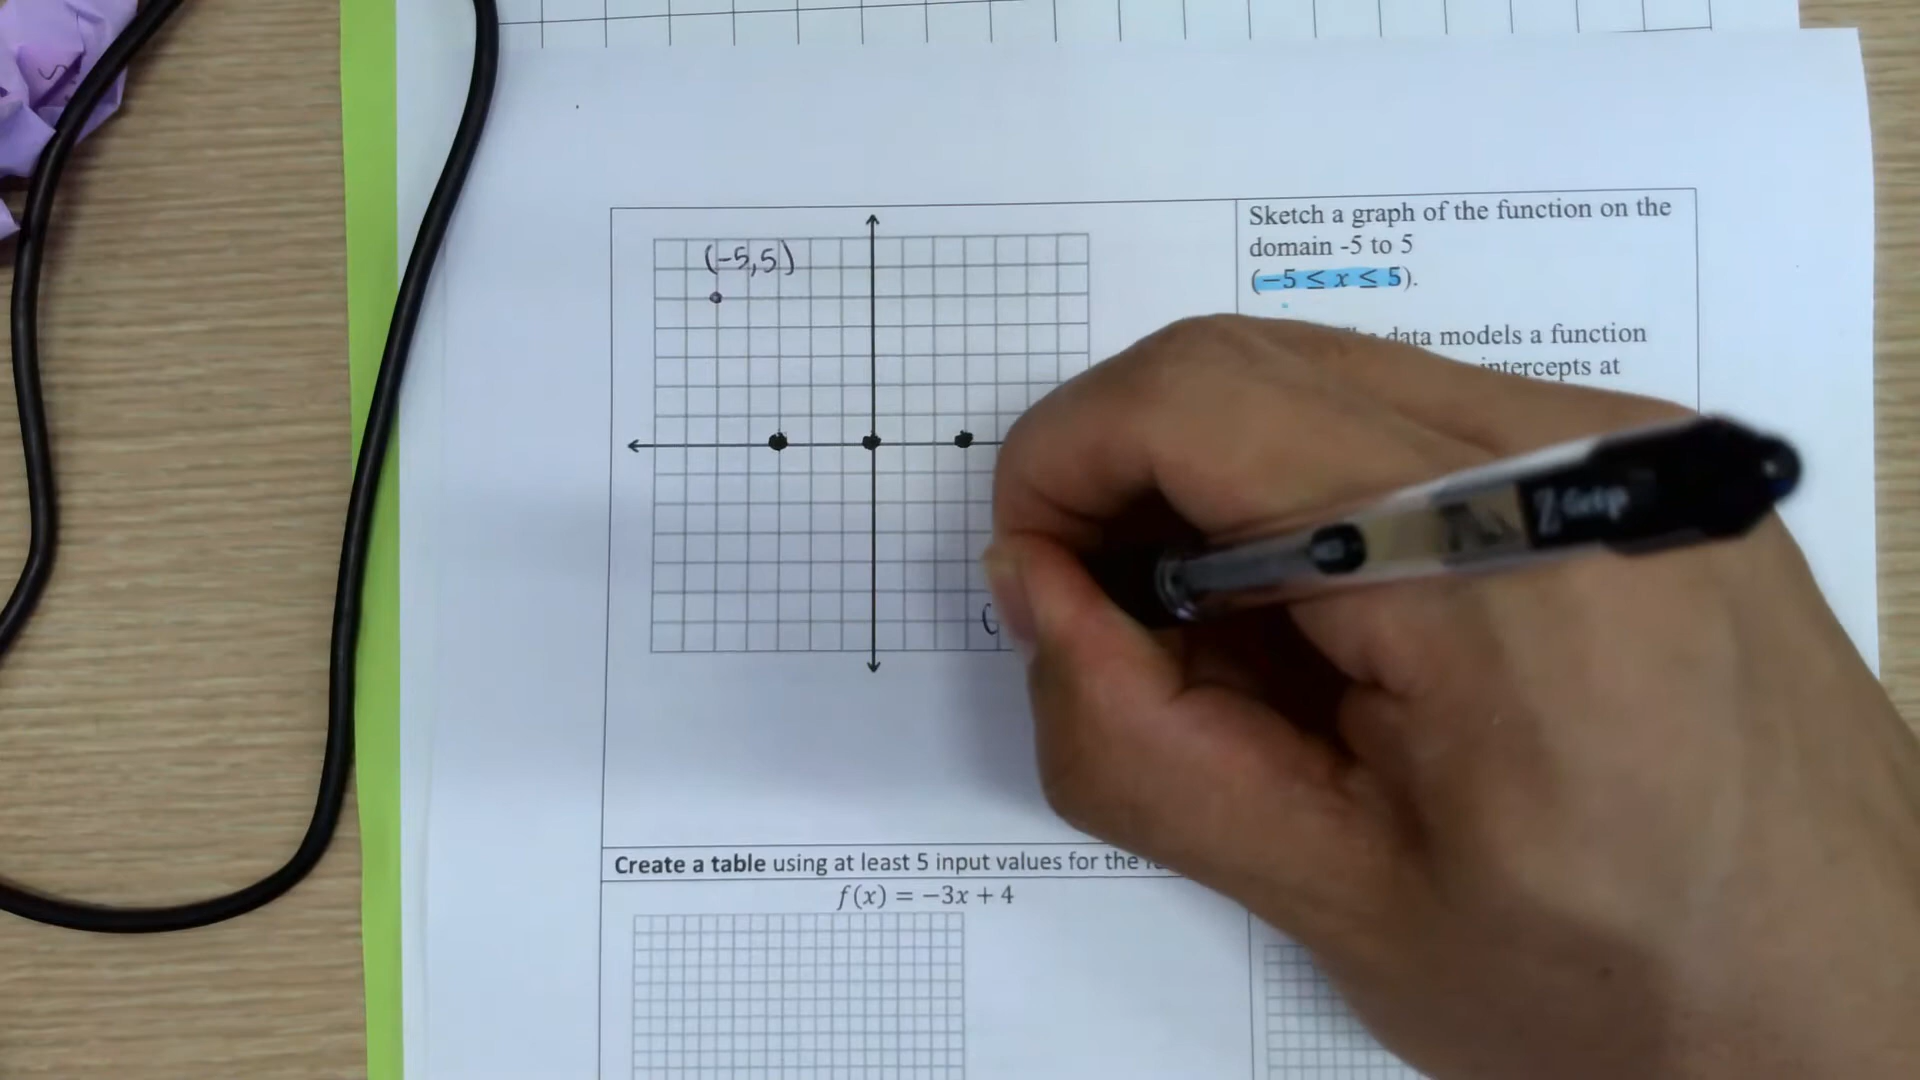 (-5,5)
(
Sketch a graph of the function on the
domain -5 to 5
(−5 ≤ x ≤ 5).
data models a function
intercepts at
Create a table using at least 5 input values for the
f(x) = −3x + 4
Z-Grip